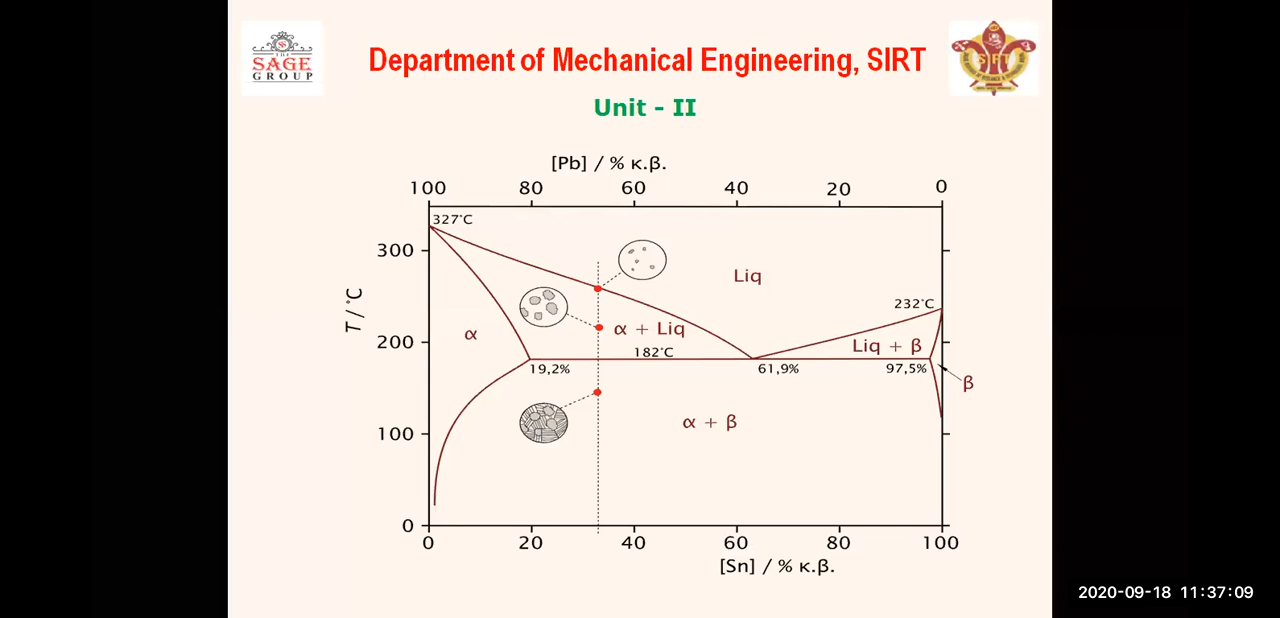 THE
SAGE
GROUP
Department of Mechanical Engineering, SIRT
SIRT
Unit - II
[Pb] / % κ.β.
100 80 60 40 20 0
327°C
300
Liq
T / °C
232°C
α
α + Liq
200
Liq + β
182°C
19,2%
61,9%
97,5%
β
α + β
100
0
0 20 40 60 80 100
[Sn] / % κ.β.
2020-09-18 11:37:09